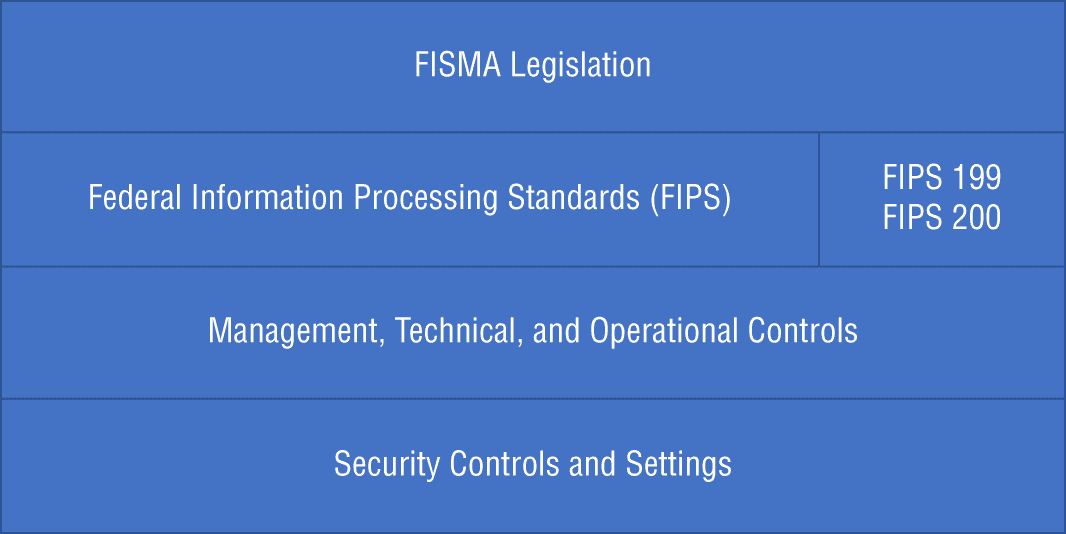 FISMA Legislation
Federal Information Processing Standards (FIPS)
FIPS 199
FIPS 200
Management, Technical, and Operational Controls
Security Controls and Settings